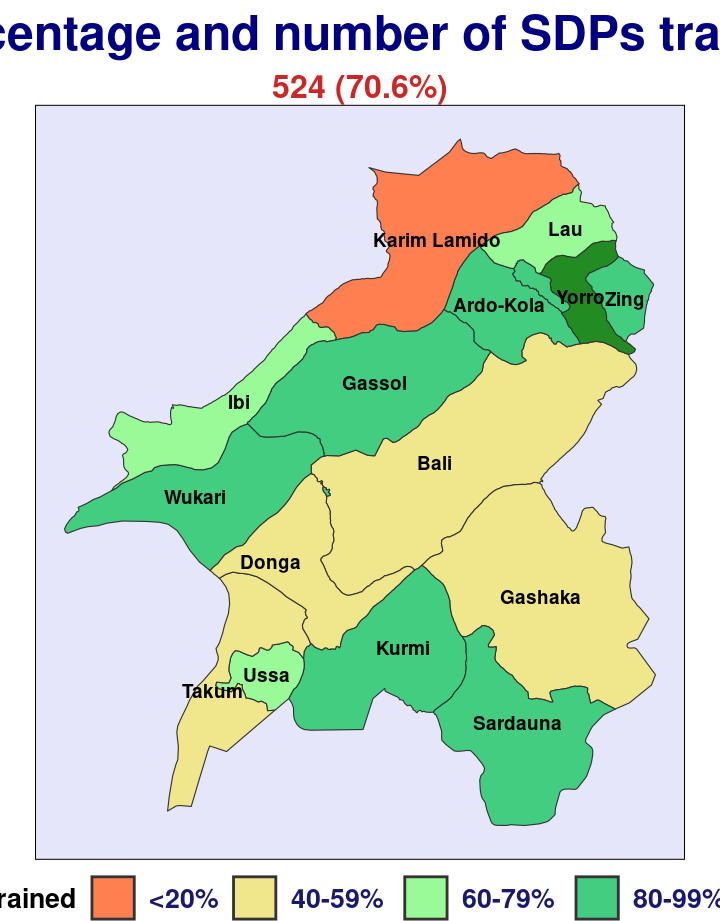 centage and number of SDPs tra
524 (70.6%)
Karim Lamido
Lau
Ardo-Kola
Yorro
Zing
Gassol
Ibi
Bali
Wukari
Donga
Gashaka
Kurmi
Ussa
Takum
Sardauna
rained <20% 40-59% 60-79% 80-99%